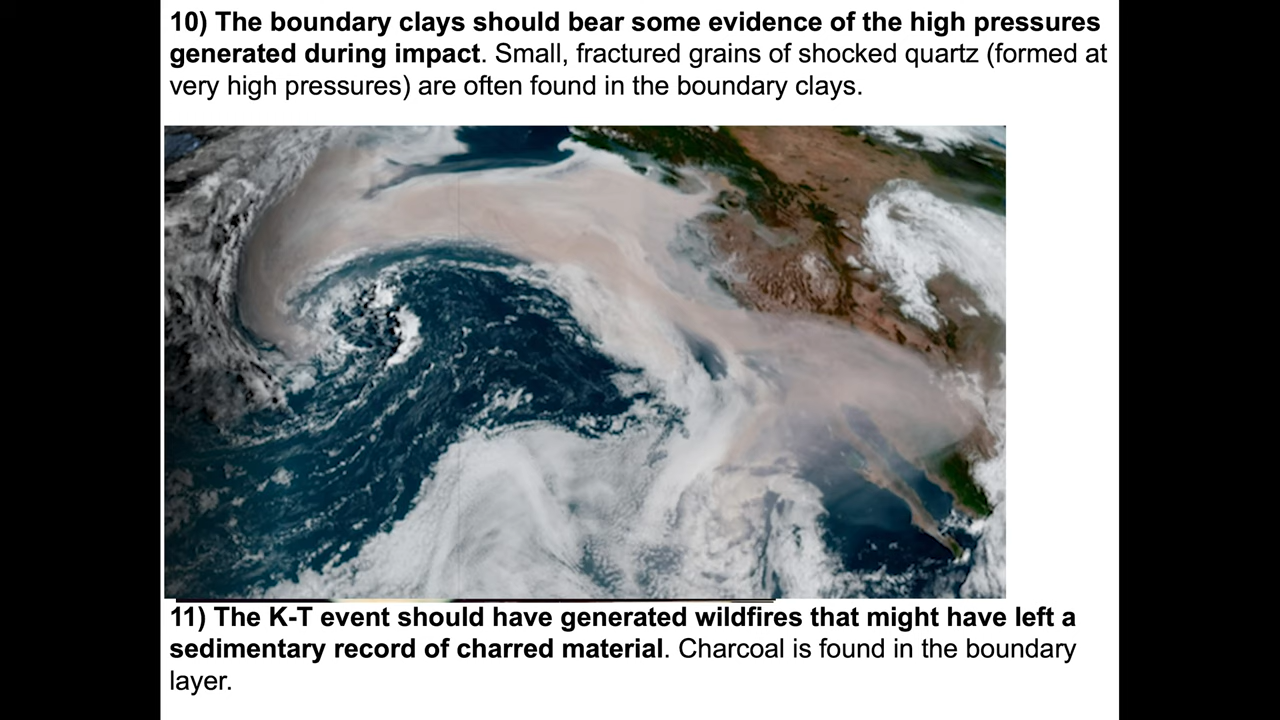 10) The boundary clays should bear some evidence of the high pressures
generated during impact. Small, fractured grains of shocked quartz (formed at
very high pressures) are often found in the boundary clays.
11) The K-T event should have generated wildfires that might have left a
sedimentary record of charred material. Charcoal is found in the boundary
layer.